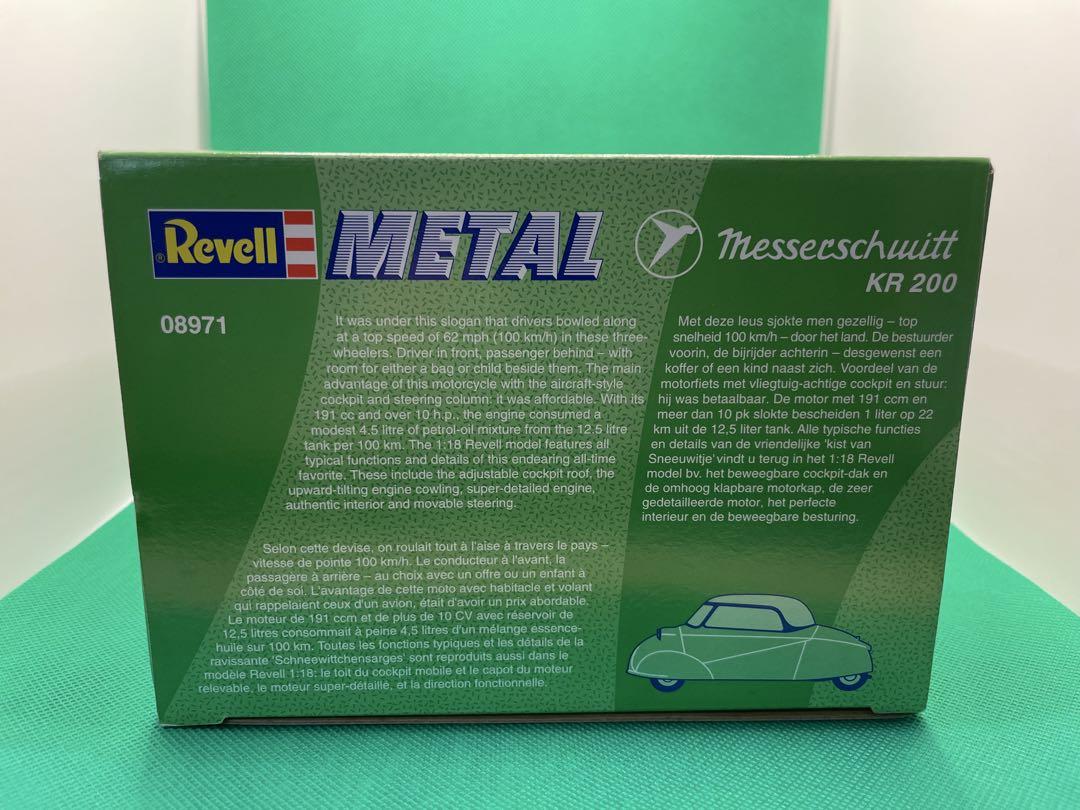 ® Revell METAL
Messerschmitt
KR 200
08971
It was under this slogan that drivers bowled along
at a top speed of 62 mph (100 km/h) in these three-
wheelers. Driver in front, passenger behind – with
room for either a bag or child beside them. The main
advantage of this motorcycle with the aircraft-style
cockpit and steering column: it was affordable. With its
191 cc and over 10 h.p., the engine consumed a
modest 4.5 litre of petrol-oil mixture from the 12.5 litre
tank per 100 km. The 1:18 Revell model features all
typical functions and details of this endearing all-time
favorite. These include the adjustable cockpit roof, the
upward-tilting engine cowling, super-detailed engine,
authentic interior and movable steering.
Met deze leus sjokte men gezellig – top
snelheid 100 km/h – door het land. De bestuurder
voorin, de bijrijder achterin – desgewenst een
koffer of een kind naast zich. Voordeel van de
motorfiets met vliegtuig-achtige cockpit en stuur:
hij was betaalbaar. De motor met 191 ccm en
meer dan 10 pk slokte bescheiden 1 liter op 22
km uit de 12,5 liter tank. Alle typische functies
en details van de vriendelijke 'kist van
Sneeuwitje' vindt u terug in het 1:18 Revell
model bv. het beweegbare cockpit-dak en
de omhoog klapbare motorkap, de zeer
gedetailleerde motor, het perfecte
interieur en de beweegbare besturing.
Selon cette devise, on roulait tout à l'aise à travers le pays –
vitesse de pointe 100 km/h. Le conducteur à l'avant, la
passagère à arrière – au choix avec un offre ou un enfant à
côté de soi. L'avantage de cette moto avec habitacle et volant
qui rappelaient ceux d'un avion, était d'avoir un prix abordable.
Le moteur de 191 ccm et de plus de 10 CV avec réservoir de
12,5 litres consommait à peine 4,5 litres d'un mélange essence-
huile sur 100 km. Toutes les fonctions typiques et les détails de la
ravissante 'Schneewittchensarges' sont reproduits aussi dans le
modèle Revell 1:18: le toit du cockpit mobile et le capot du moteur
relevable, le moteur super-détaillé, et la direction fonctionnelle.